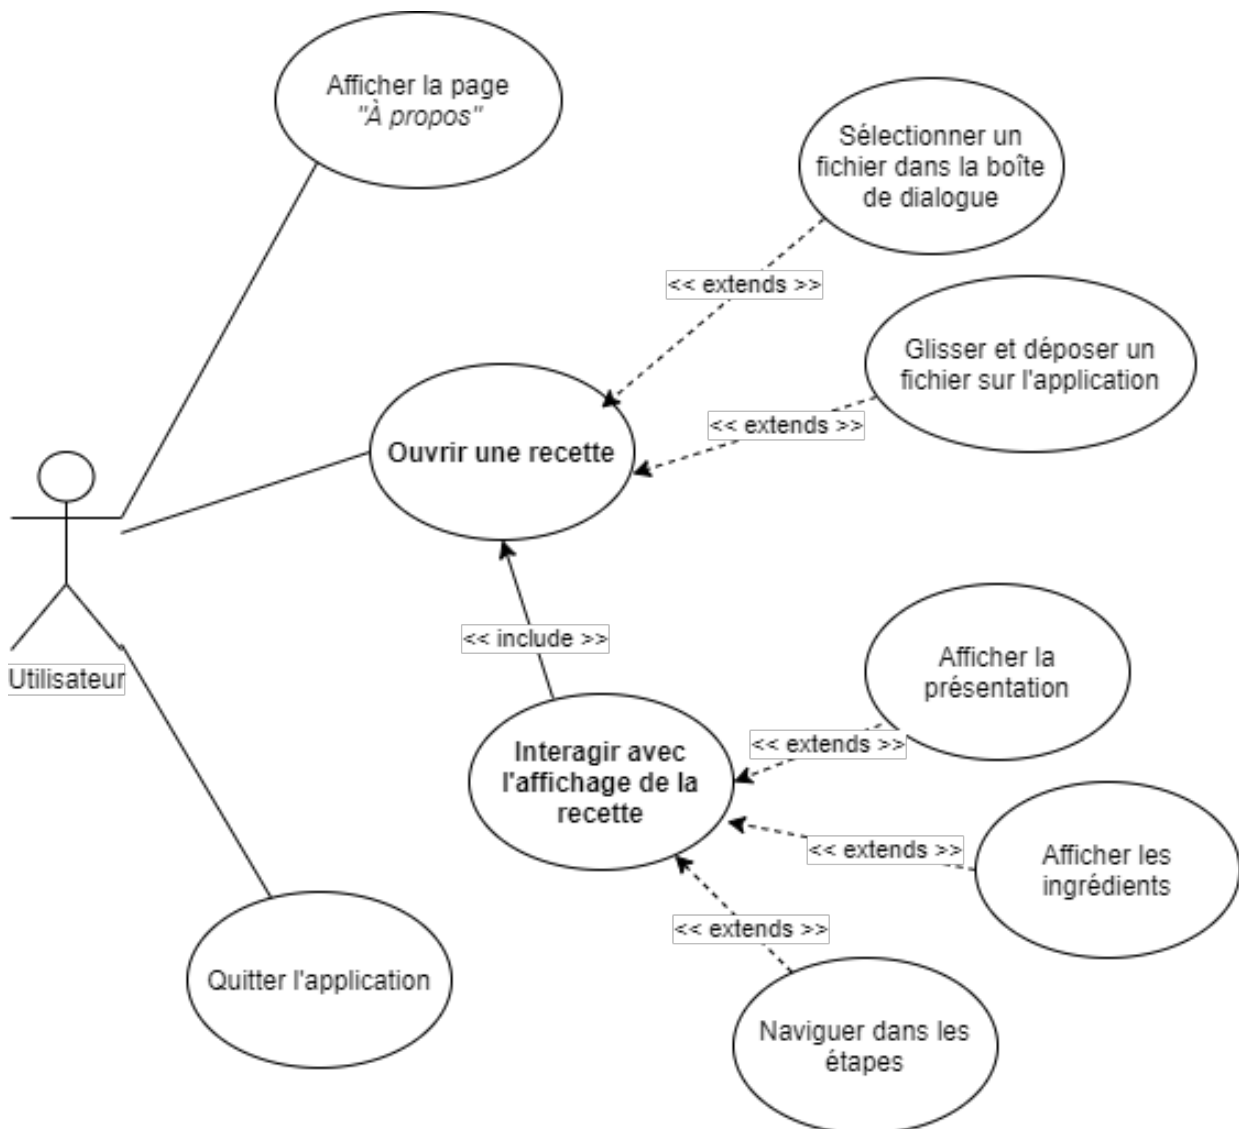 Afficher la page
"À propos"
Sélectionner un
fichier dans la boîte
de dialogue
<< extends >>
Glisser et déposer un
fichier sur l'application
<< extends >>
Ouvrir une recette
<< include >>
Utilisateur
Afficher la
présentation
<< extends >>
Interagir avec
l'affichage de la
recette
<< extends >>
Afficher les
ingrédients
<< extends >>
Quitter l'application
Naviguer dans les
étapes